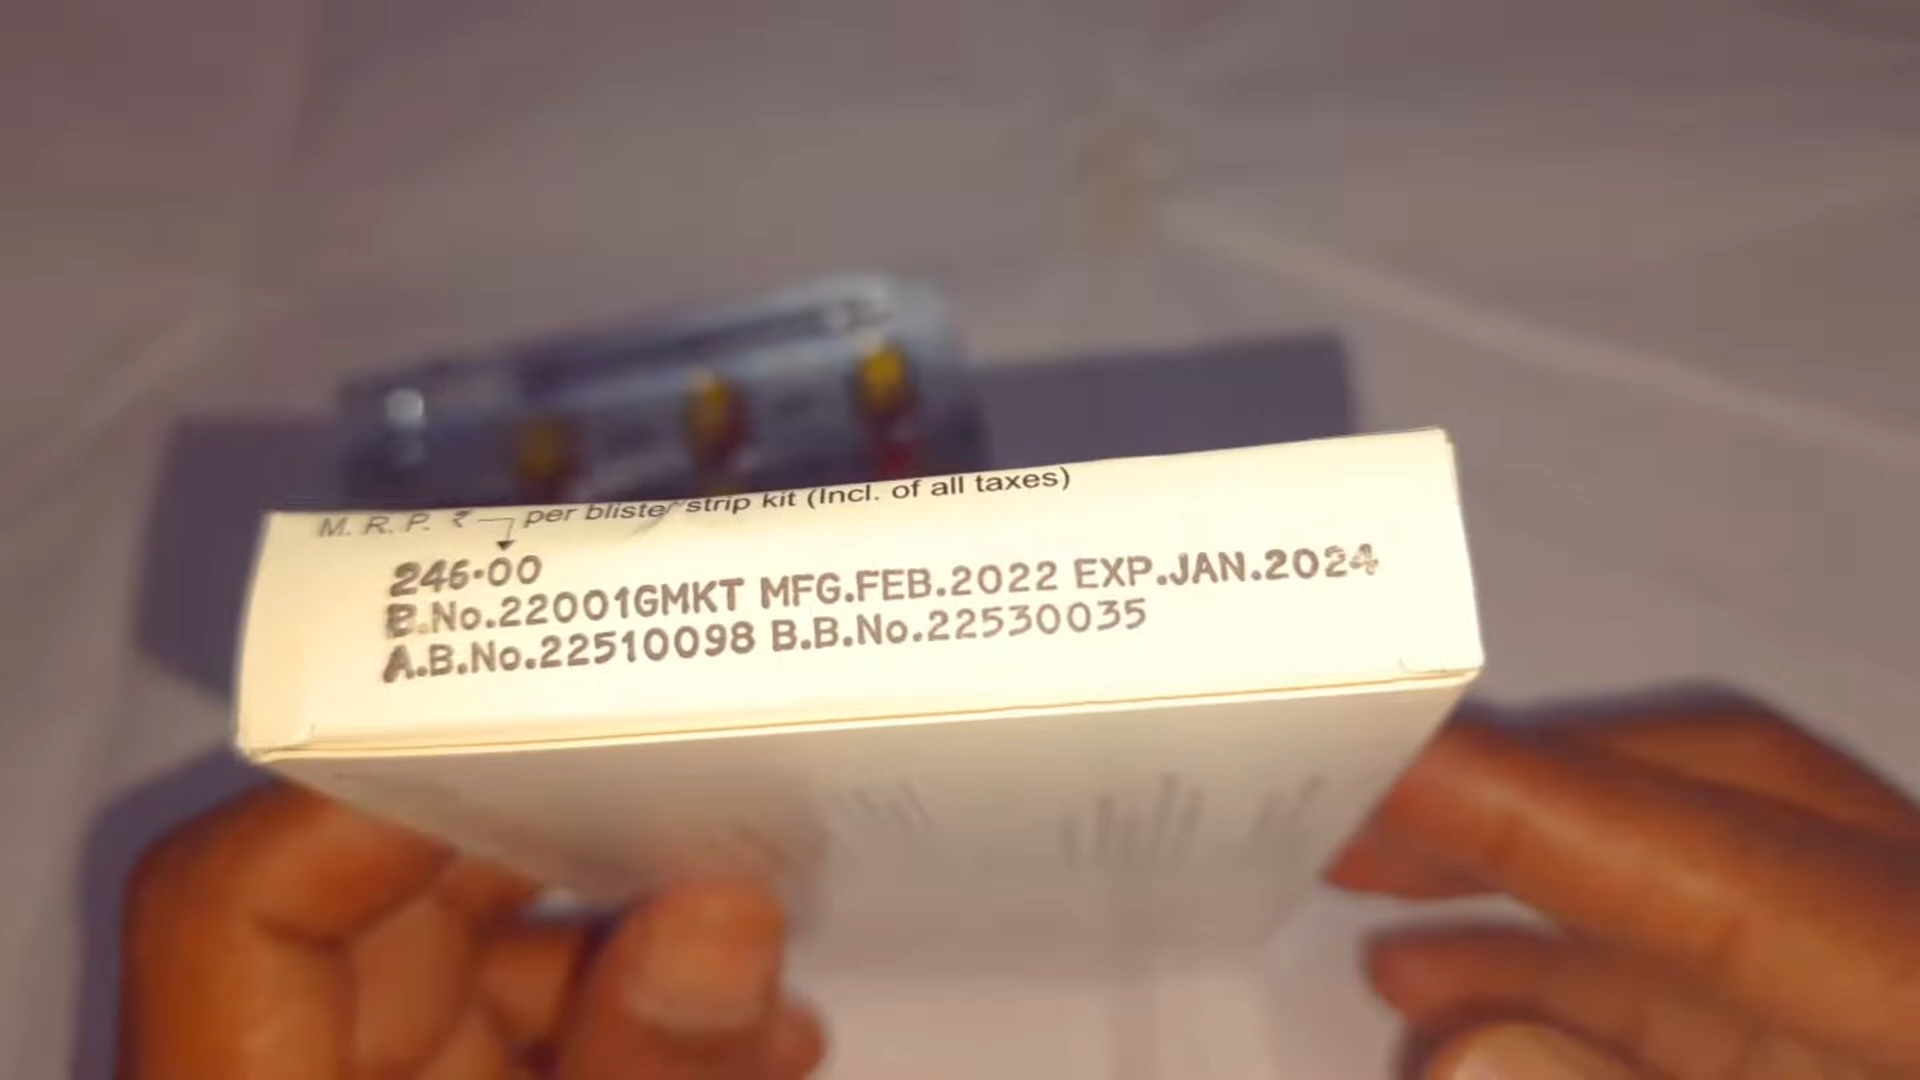 M. R. P. ₹ per blister/strip kit (Incl. of all taxes)
246.00
B.No.22001GMKT MFG.FEB.2022 EXP.JAN.2024
A.B.No.22510098 B.B.No.22530035